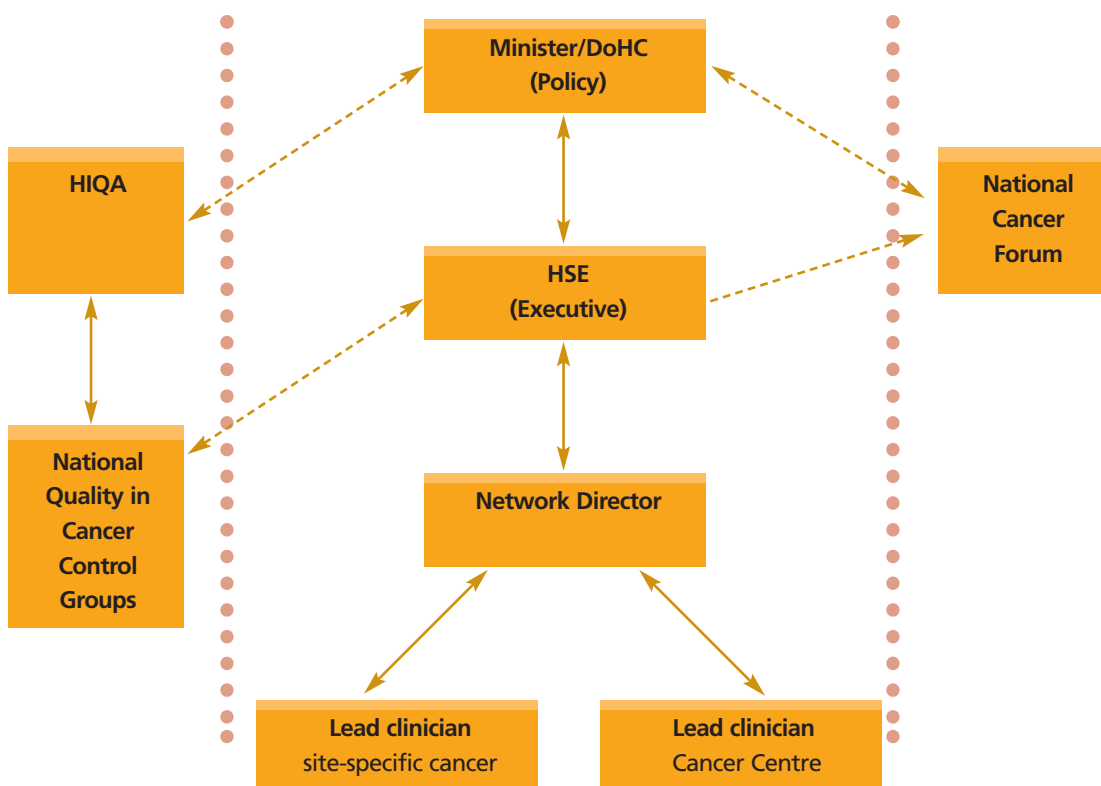 Minister/DoHC
(Policy)
HIQA
National
Cancer
Forum
HSE
(Executive)
National
Quality in
Cancer
Control
Groups
Network Director
Lead clinician
site-specific cancer
Lead clinician
Cancer Centre